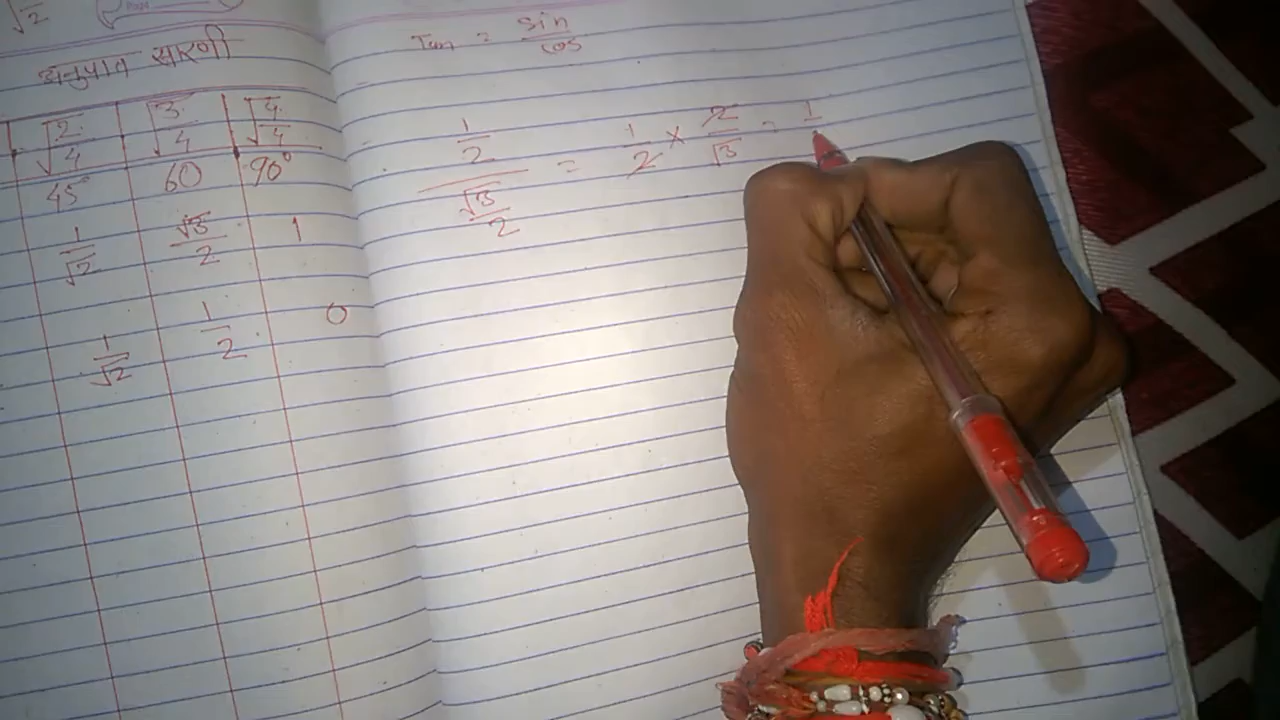 √2
अनुपात सारणी
√2/4 √3/4 √4/4
45° 60 90°
1/√2 √3/2 1
1/√2 1/2 0
Tan = sin/cos
1/2 / √3/2 = 1/2 × 2/√3 = 1